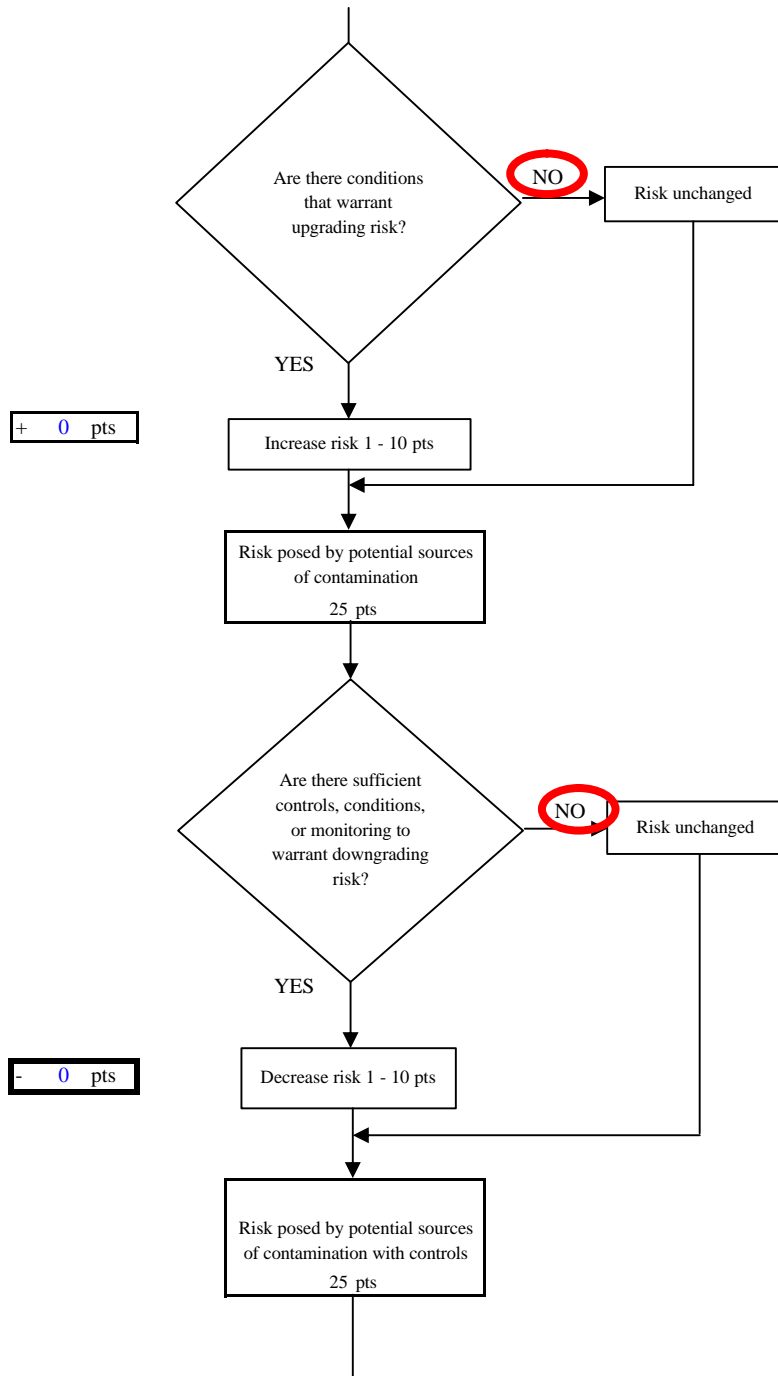 Are there conditions
that warrant
upgrading risk?
NO
Risk unchanged
YES
+ 0 pts
Increase risk 1 - 10 pts
Risk posed by potential sources
of contamination
25 pts
Are there sufficient
controls, conditions,
or monitoring to
warrant downgrading
risk?
NO
Risk unchanged
YES
- 0 pts
Decrease risk 1 - 10 pts
Risk posed by potential sources
of contamination with controls
25 pts